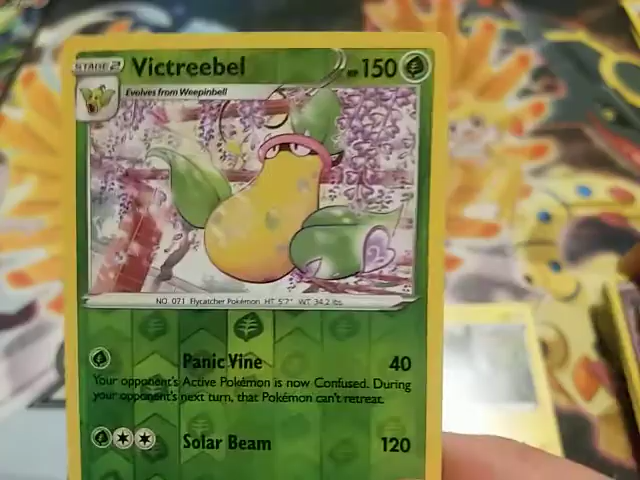 STAGE 2 Victreebel HP 150
Evolves from Weepinbell
NO. 071 Flycatcher Pokémon HT 5'7" WT 34.2 lbs.
Panic Vine 40
Your opponent's Active Pokémon is now Confused. During
your opponent's next turn, that Pokémon can't retreat.
Solar Beam 120